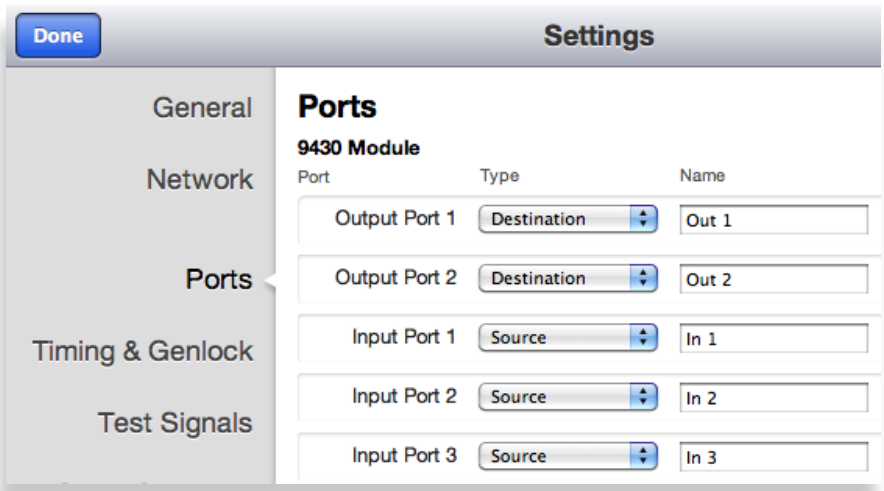 Done
Settings
General
Network
Ports
Timing & Genlock
Test Signals
Ports
9430 Module
Port Type Name
Output Port 1 Destination Out 1
Output Port 2 Destination Out 2
Input Port 1 Source In 1
Input Port 2 Source In 2
Input Port 3 Source In 3